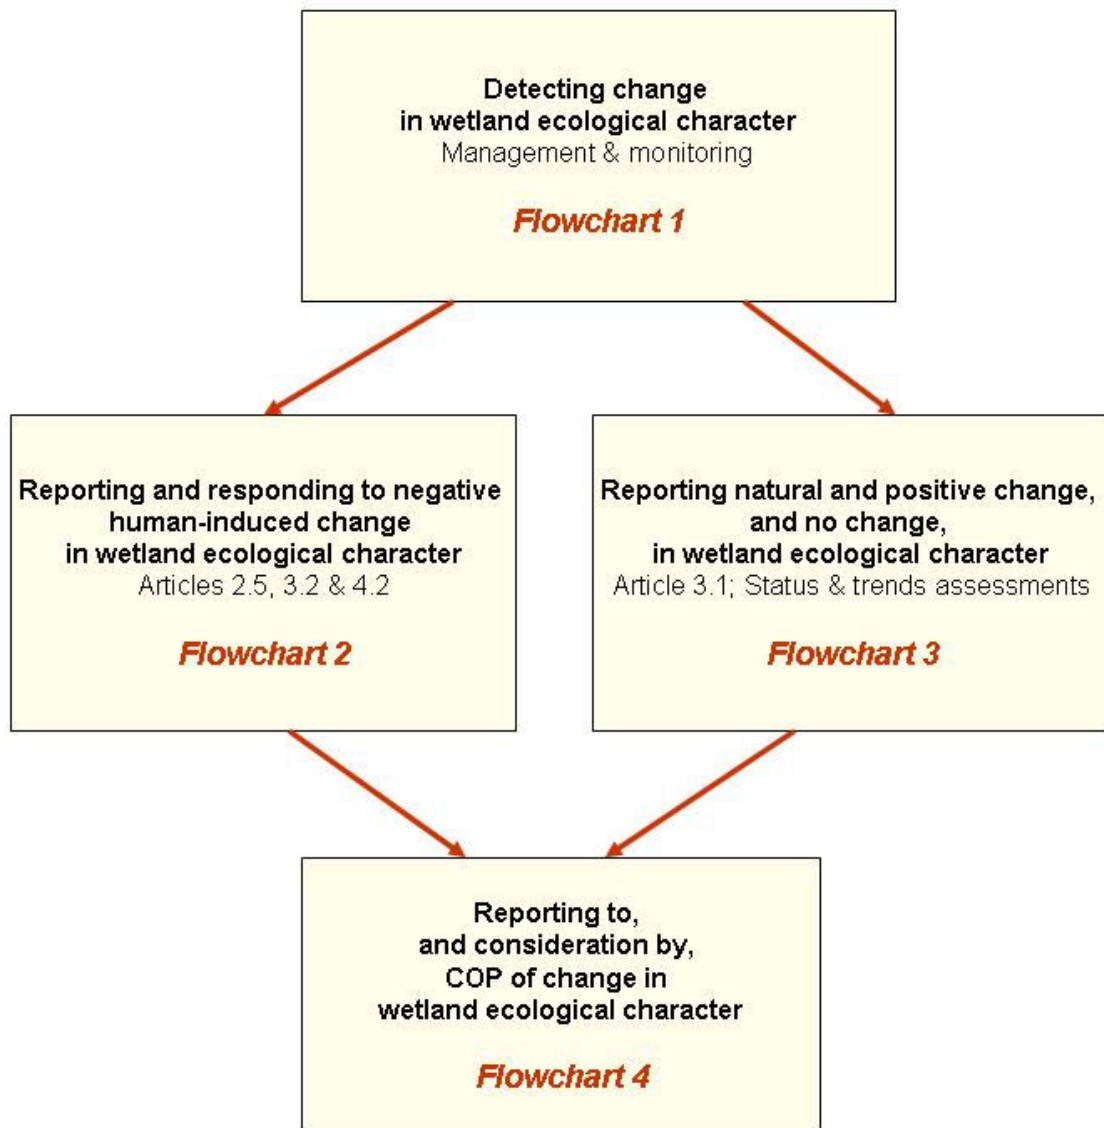 Detecting change
in wetland ecological character
Management & monitoring
Flowchart 1
Reporting and responding to negative
human-induced change
in wetland ecological character
Articles 2.5, 3.2 & 4.2
Flowchart 2
Reporting natural and positive change,
and no change,
in wetland ecological character
Article 3.1; Status & trends assessments
Flowchart 3
Reporting to,
and consideration by,
COP of change in
wetland ecological character
Flowchart 4